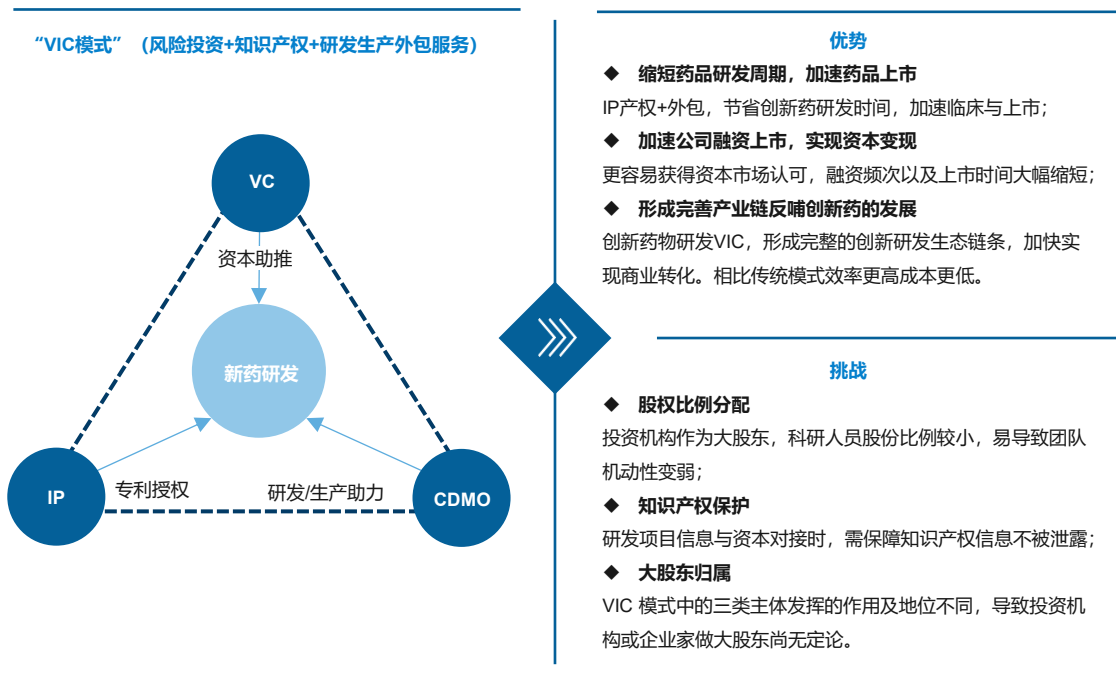 “VIC模式”（风险投资+知识产权+研发生产外包服务）
VC
资本助推
新药研发
IP
专利授权
研发/生产助力
CDMO
优势
◆ 缩短药品研发周期，加速药品上市
IP产权+外包，节省创新药研发时间，加速临床与上市；
◆ 加速公司融资上市，实现资本变现
更容易获得资本市场认可，融资频次以及上市时间大幅缩短；
◆ 形成完善产业链反哺创新药的发展
创新药物研发VIC，形成完整的创新研发生态链条，加快实
现商业转化。相比传统模式效率更高成本更低。
挑战
◆ 股权比例分配
投资机构作为大股东，科研人员股份比例较小，易导致团队
机动性变弱；
◆ 知识产权保护
研发项目信息与资本对接时，需保障知识产权信息不被泄露；
◆ 大股东归属
VIC 模式中的三类主体发挥的作用及地位不同，导致投资机
构或企业家做大股东尚无定论。